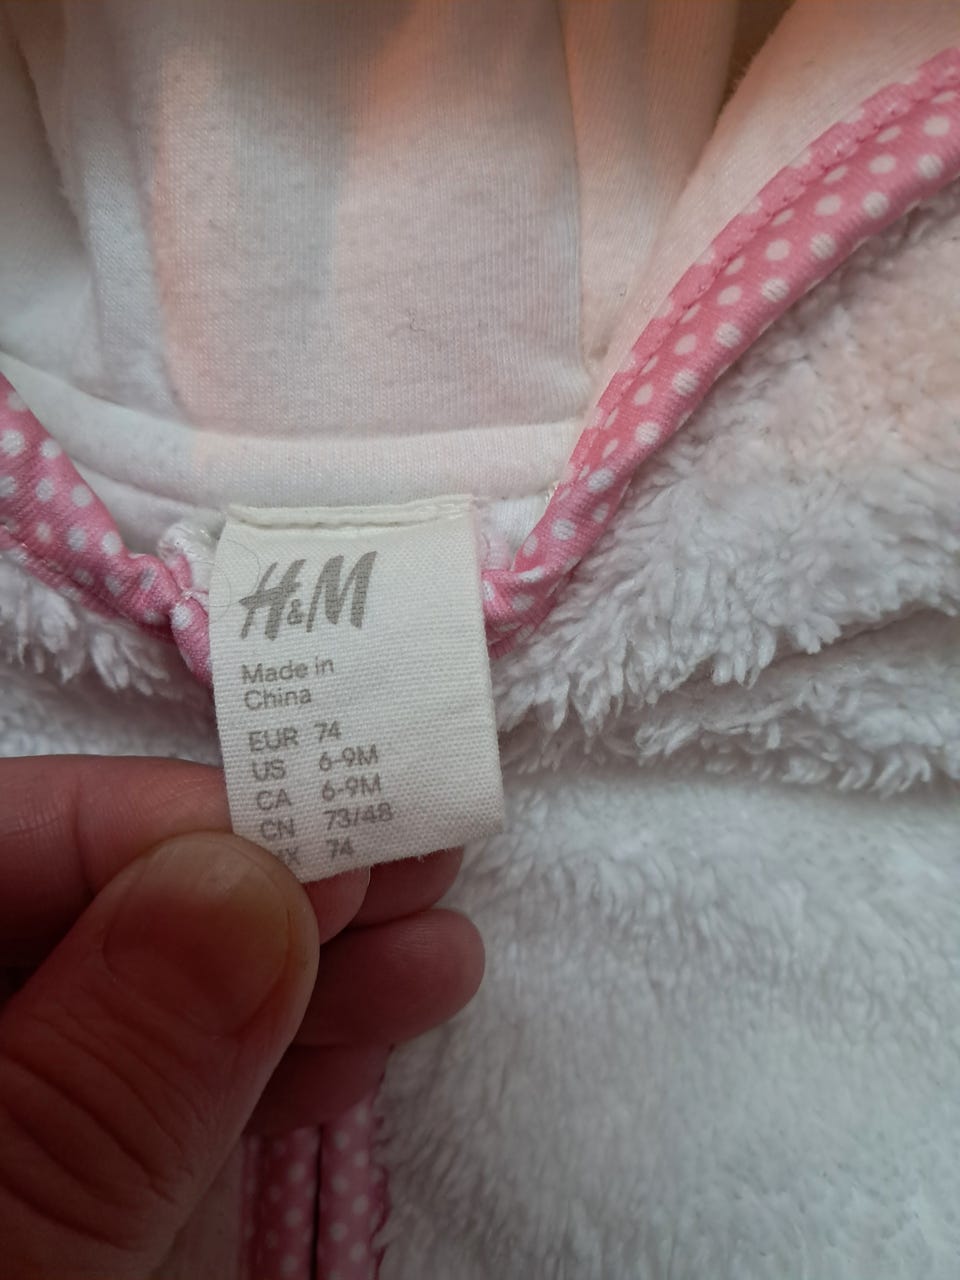 H&M
Made in
China
EUR 74
US 6-9M
CA 6-9M
CN 73/48
74